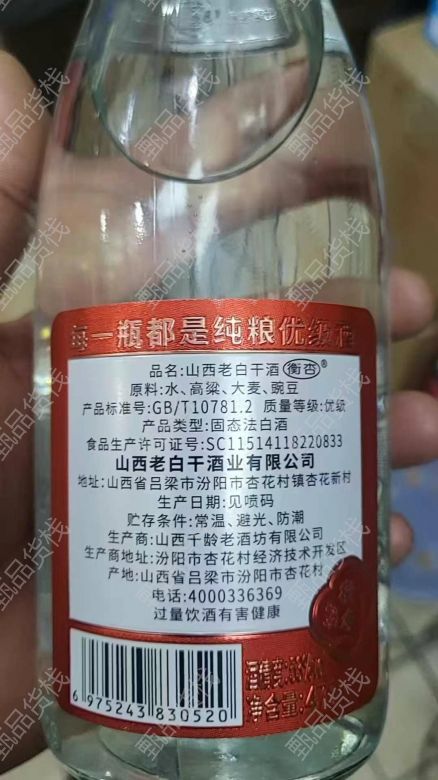 每一瓶都是纯粮优级酒
品名:山西老白干酒 衡杏®
原料:水、高粱、大麦、豌豆
产品标准号:GB/T10781.2 质量等级:优级
产品类型:固态法白酒
食品生产许可证号:SC11514118220833
山西老白干酒业有限公司
地址:山西省吕梁市汾阳市杏花村镇杏花新村
生产日期:见喷码
贮存条件:常温、避光、防潮
生产商:山西千龄老酒坊有限公司
生产商地址:汾阳市杏花村经济技术开发区
产地:山西省吕梁市汾阳市杏花村
电话:4000336369
过量饮酒有害健康
酒精度:
净含量:
6 975243 830520
甄品货栈